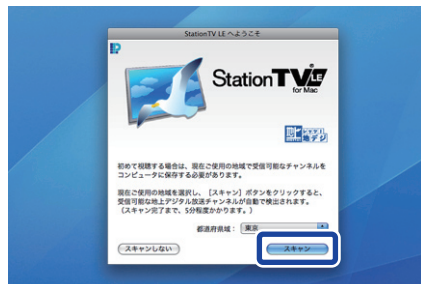 StationTV LE へようこそ
StationTV LE
for Mac
地デジ
初めて視聴する場合は、現在ご使用の地域で受信可能なチャンネルを
コンピュータに保存する必要があります。
現在ご使用の地域を選択し、［スキャン］ボタンをクリックすると、
受信可能な地上デジタル放送チャンネルが自動で検出されます。
（スキャン完了まで、5分程度かかります。）
都道府県域： 東京
スキャンしない スキャン